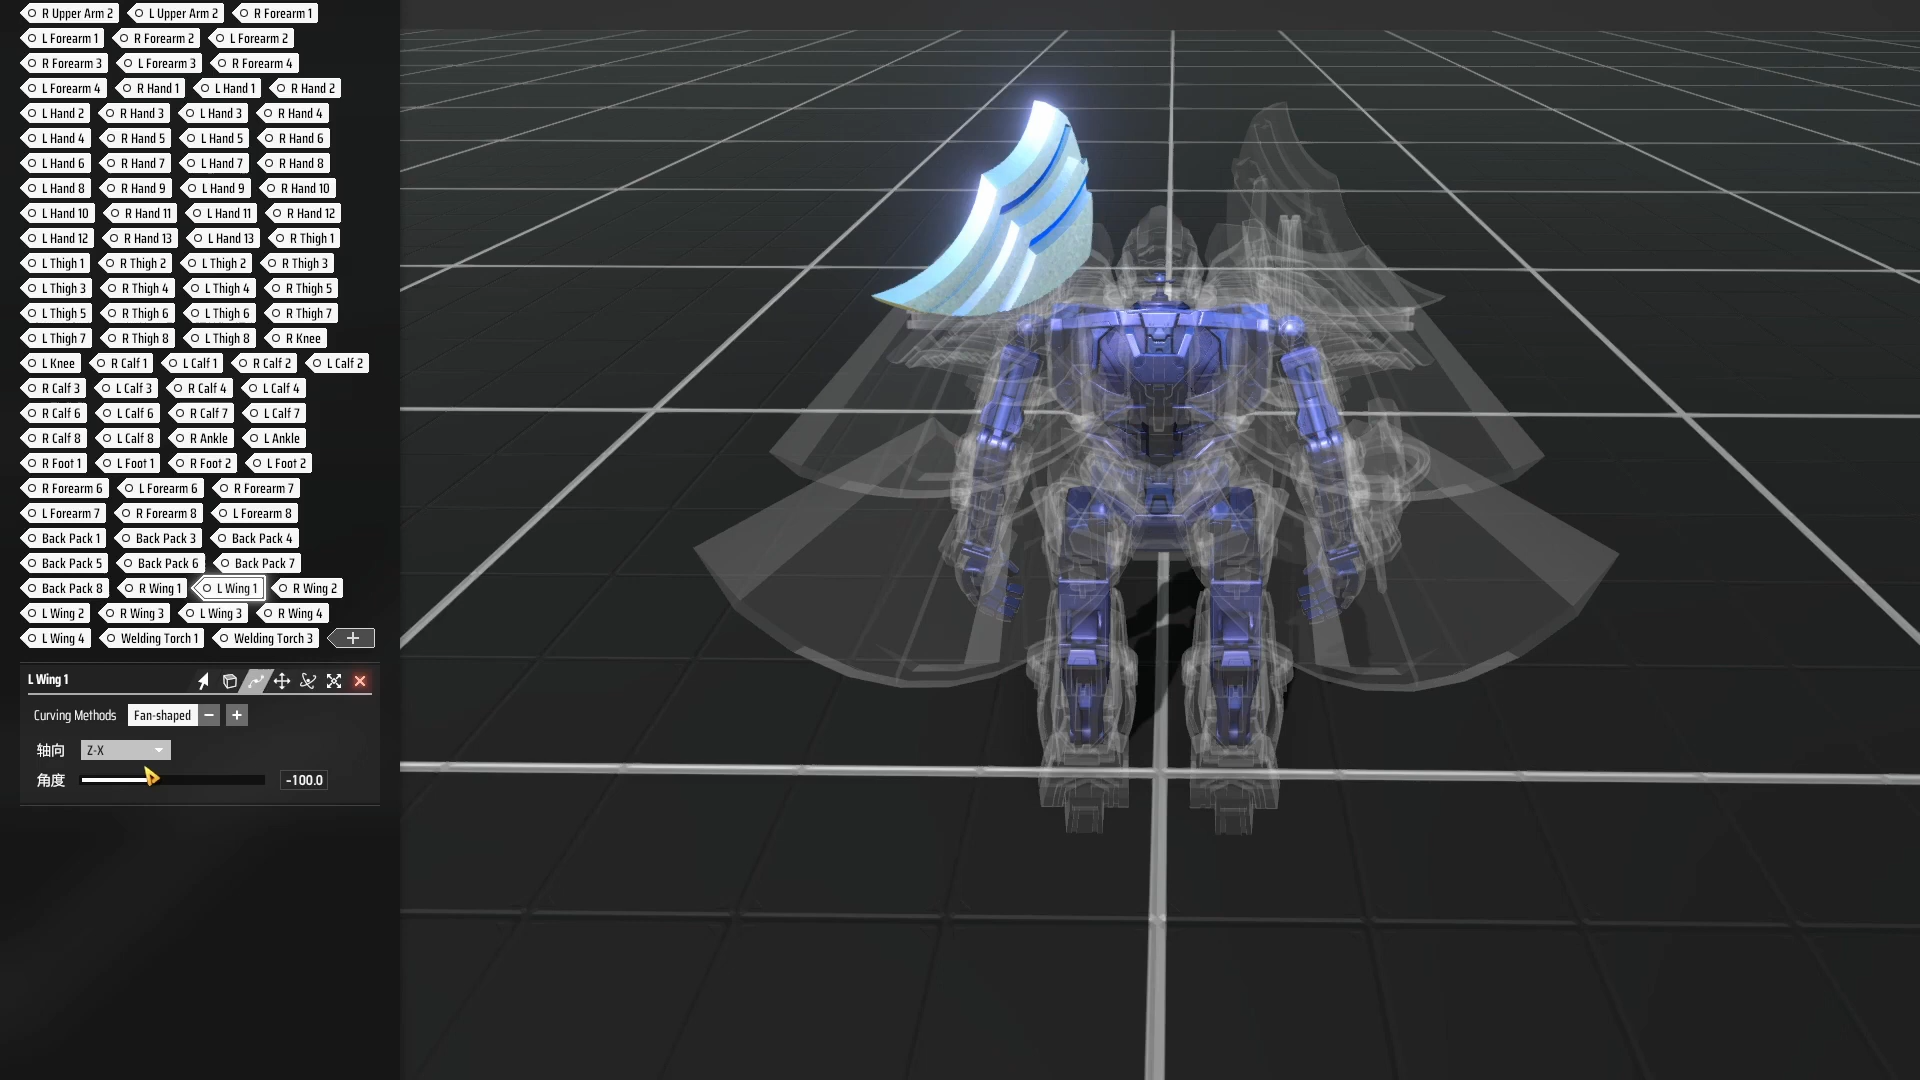 R Upper Arm 2 L Upper Arm 2 R Forearm 1
L Forearm 1 R Forearm 2 L Forearm 2
R Forearm 3 L Forearm 3 R Forearm 4
L Forearm 4 R Hand 1 L Hand 1 R Hand 2
L Hand 2 R Hand 3 L Hand 3 R Hand 4
L Hand 4 R Hand 5 L Hand 5 R Hand 6
L Hand 6 R Hand 7 L Hand 7 R Hand 8
L Hand 8 R Hand 9 L Hand 9 R Hand 10
L Hand 10 R Hand 11 L Hand 11 R Hand 12
L Hand 12 R Hand 13 L Hand 13 R Thigh 1
L Thigh 1 R Thigh 2 L Thigh 2 R Thigh 3
L Thigh 3 R Thigh 4 L Thigh 4 R Thigh 5
L Thigh 5 R Thigh 6 L Thigh 6 R Thigh 7
L Thigh 7 R Thigh 8 L Thigh 8 R Knee
L Knee R Calf 1 L Calf 1 R Calf 2 L Calf 2
R Calf 3 L Calf 3 R Calf 4 L Calf 4
R Calf 6 L Calf 6 R Calf 7 L Calf 7
R Calf 8 L Calf 8 R Ankle L Ankle
R Foot 1 L Foot 1 R Foot 2 L Foot 2
R Forearm 6 L Forearm 6 R Forearm 7
L Forearm 7 R Forearm 8 L Forearm 8
Back Pack 1 Back Pack 3 Back Pack 4
Back Pack 5 Back Pack 6 Back Pack 7
Back Pack 8 R Wing 1 L Wing 1 R Wing 2
L Wing 2 R Wing 3 L Wing 3 R Wing 4
L Wing 4 Welding Torch 1 Welding Torch 3 +
L Wing 1
Curving Methods Fan-shaped − +
轴向 Z-X
角度 -100.0